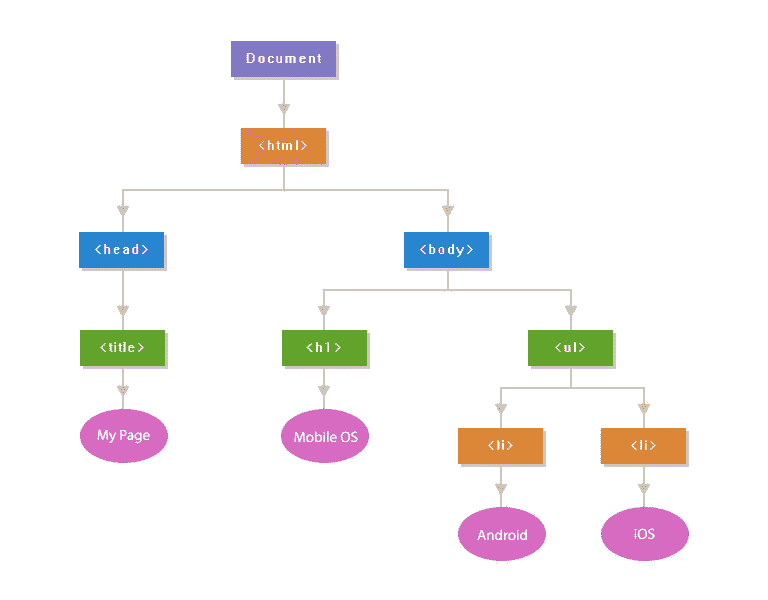 Document
<html>
<head>
<body>
<title>
<h1>
<ul>
My Page
Mobile OS
<li>
<li>
Android
iOS